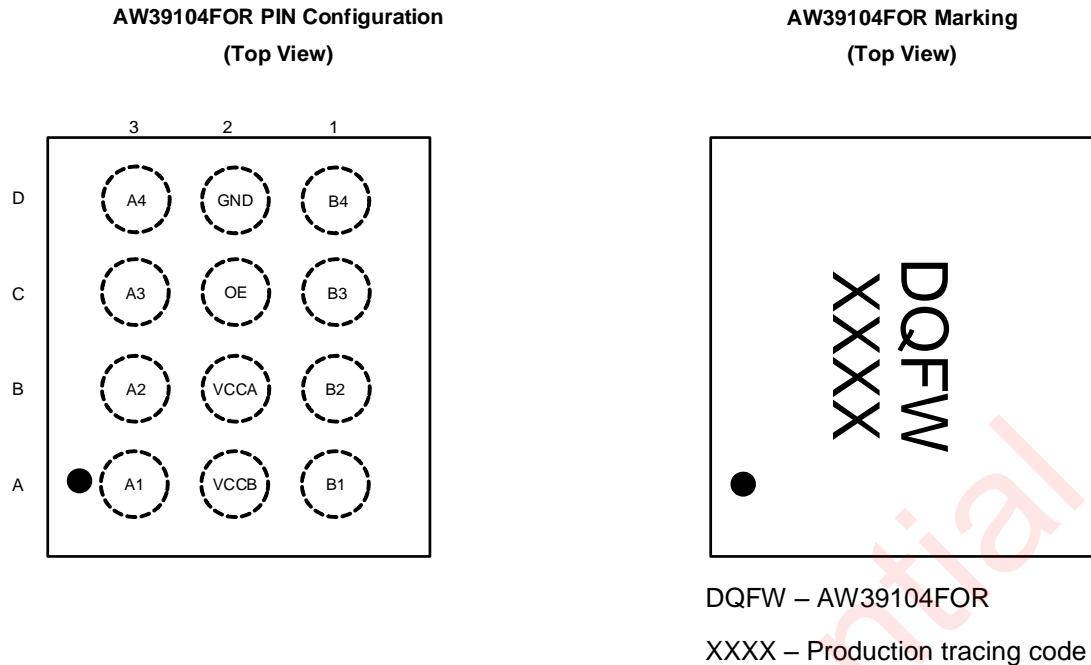 AW39104FOR PIN Configuration
(Top View)
3 2 1
D A4 GND B4
C A3 OE B3
B A2 VCCA B2
A A1 VCCB B1
AW39104FOR Marking
(Top View)
DQFW
XXXX
DQFW – AW39104FOR
XXXX – Production tracing code